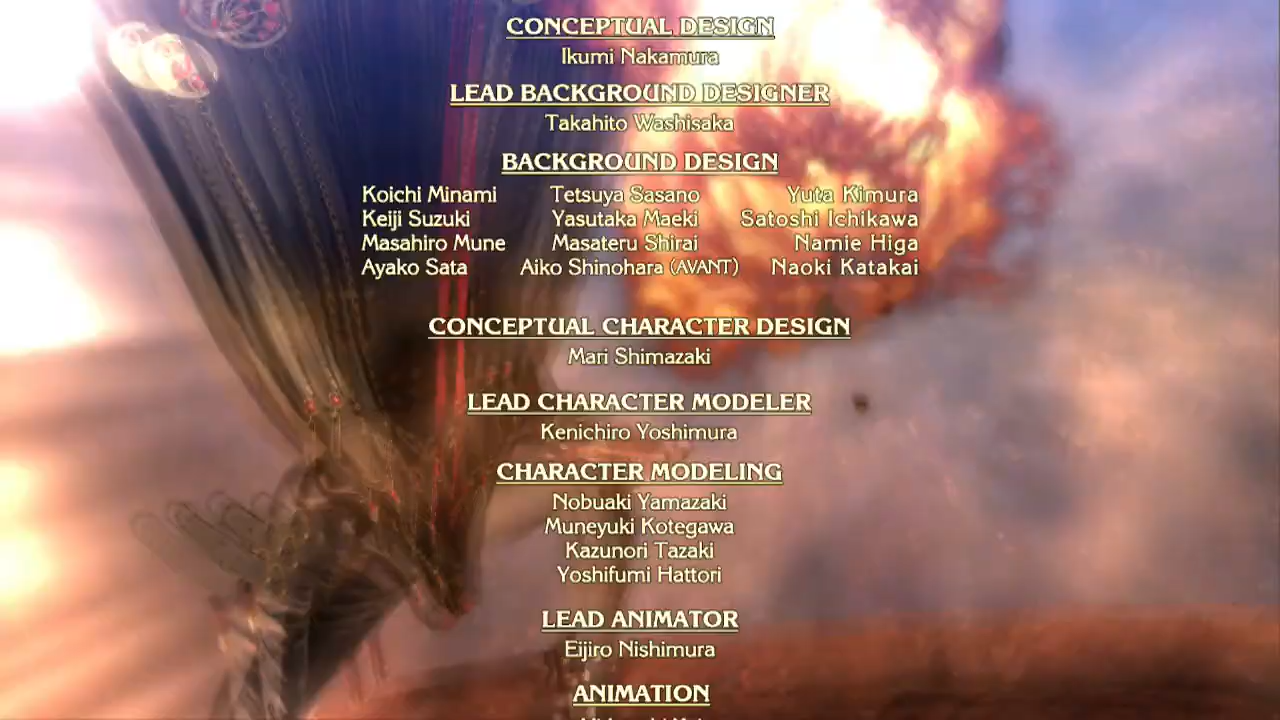 CONCEPTUAL DESIGN
Ikumi Nakamura
LEAD BACKGROUND DESIGNER
Takahito Washisaka
BACKGROUND DESIGN
Koichi Minami Tetsuya Sasano Yuta Kimura
Keiji Suzuki Yasutaka Maeki Satoshi Ichikawa
Masahiro Mune Masateru Shirai Namie Higa
Ayako Sata Aiko Shinohara (AVANT) Naoki Katakai
CONCEPTUAL CHARACTER DESIGN
Mari Shimazaki
LEAD CHARACTER MODELER
Kenichiro Yoshimura
CHARACTER MODELING
Nobuaki Yamazaki
Muneyuki Kotegawa
Kazunori Tazaki
Yoshifumi Hattori
LEAD ANIMATOR
Eijiro Nishimura
ANIMATION